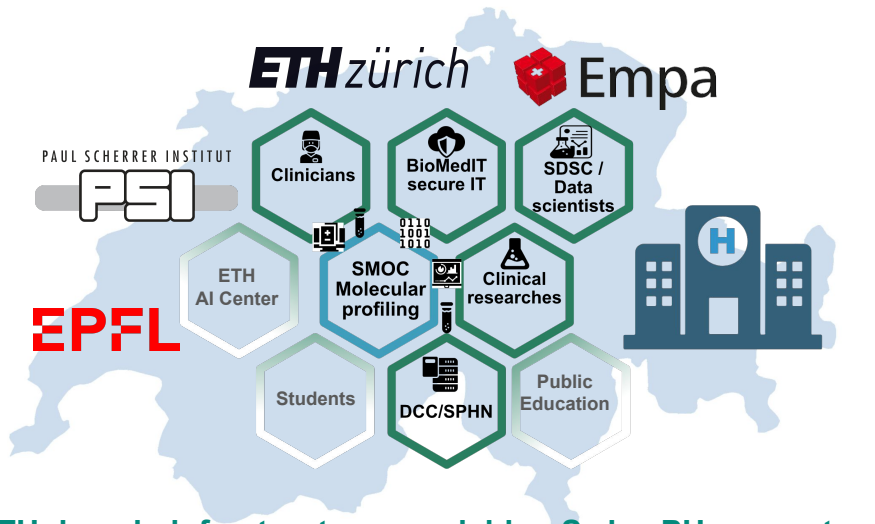 ETH zürich
Empa
PAUL SCHERRER INSTITUT
PSI
EPFL
Clinicians
BioMedIT
secure IT
SDSC /
Data
scientists
H
0110
1001
1010
ETH
AI Center
SMOC
Molecular
profiling
Clinical
researches
Students
DCC/SPHN
Public
Education